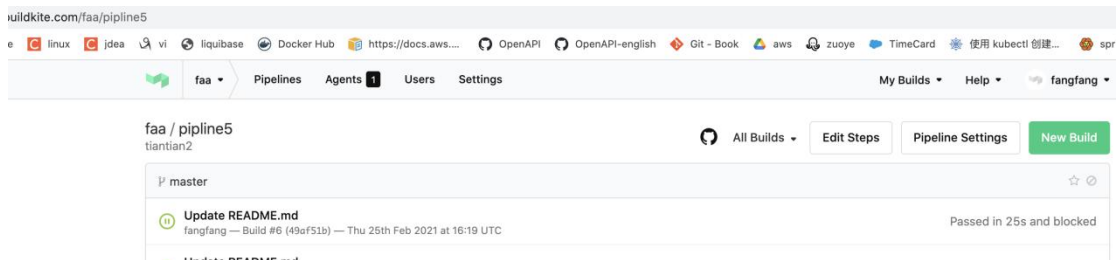 uildkite.com/faa/pipline5
e linux jdea vi liquibase Docker Hub https://docs.aws.... OpenAPI OpenAPI-english Git - Book aws zuoye TimeCard 使用 kubectl 创建... spr
faa Pipelines Agents 1 Users Settings My Builds Help fangfang
faa / pipline5
tiantian2
All Builds Edit Steps Pipeline Settings New Build
master
Update README.md
fangfang — Build #6 (49af51b) — Thu 25th Feb 2021 at 16:19 UTC
Passed in 25s and blocked
Update README.md